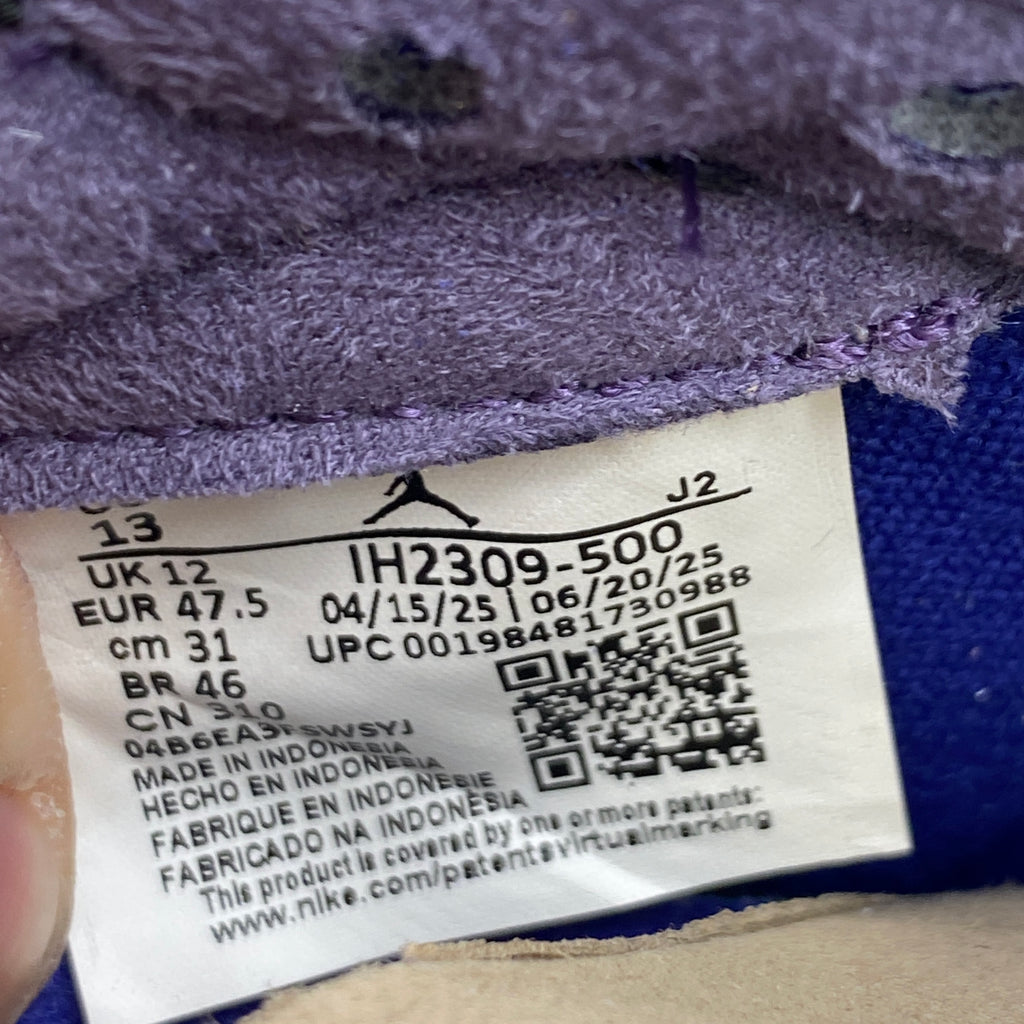 13
J2
UK 12
IH2309-500
EUR 47.5
04/15/25 | 06/20/25
cm 31
UPC 00198481730988
BR 46
CN 310
MADE IN INDONESIA
HECHO EN INDONESIA
FABRIQUE EN INDONESIE
FABRICADO NA INDONÉSIA
This product is covered by one or more patents:
www.nike.com/patentsvirtualmarking